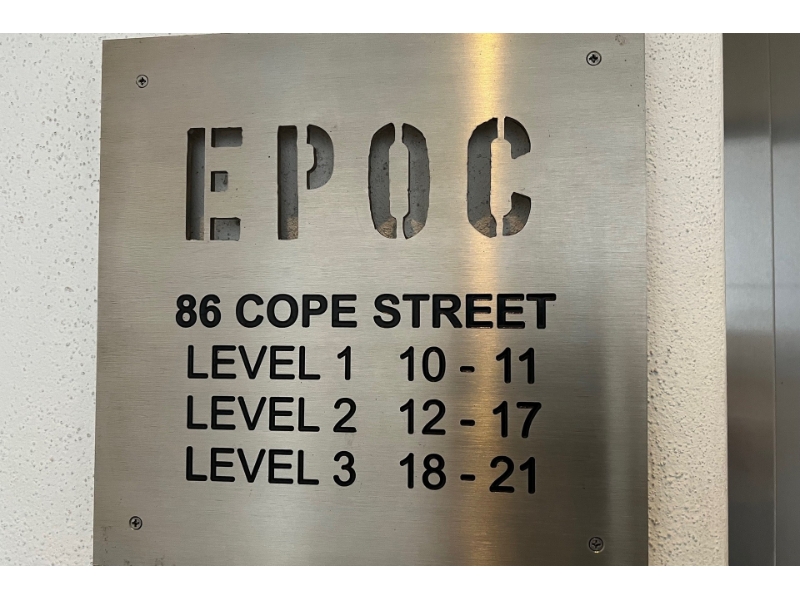 EPOC
86 COPE STREET
LEVEL 1 10 - 11
LEVEL 2 12 - 17
LEVEL 3 18 - 21